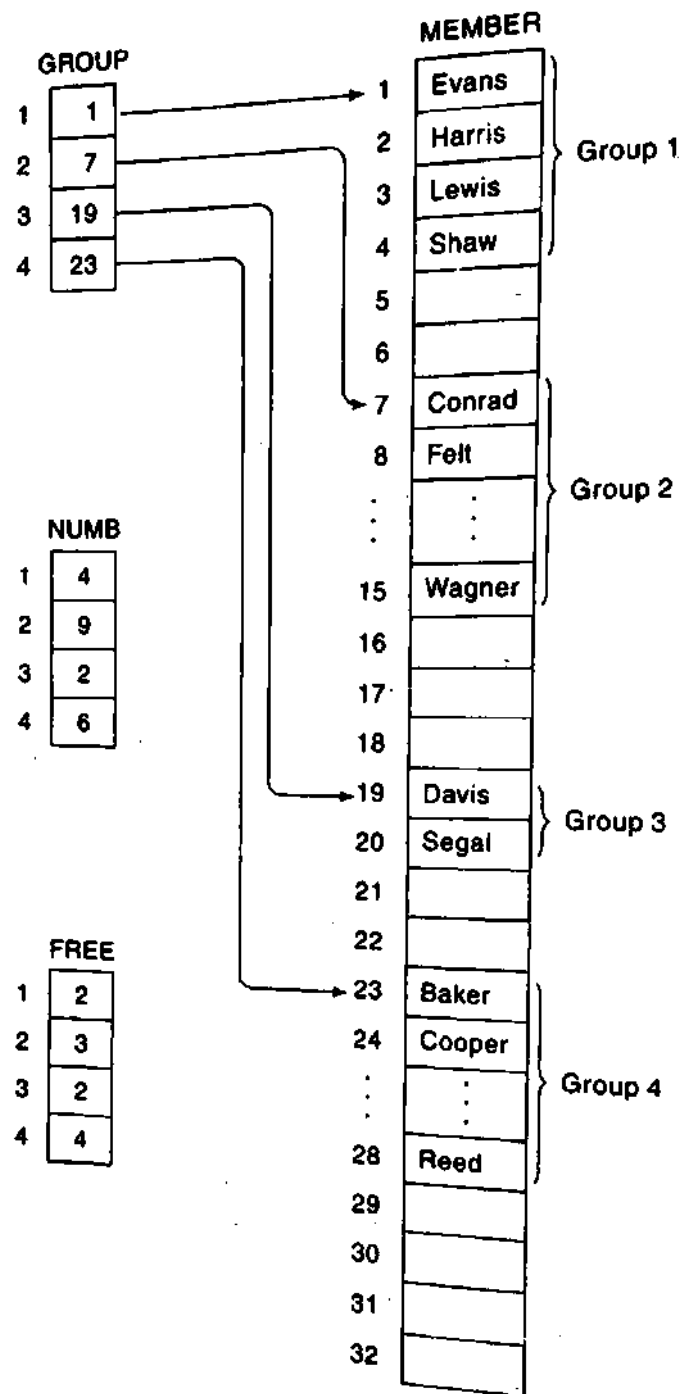 GROUP
1 1
2 7
3 19
4 23
NUMB
1 4
2 9
3 2
4 6
FREE
1 2
2 3
3 2
4 4
MEMBER
1 Evans
2 Harris
3 Lewis
4 Shaw
Group 1
5
6
7 Conrad
8 Felt
Group 2
15 Wagner
16
17
18
19 Davis
20 Segal
Group 3
21
22
23 Baker
24 Cooper
Group 4
28 Reed
29
30
31
32